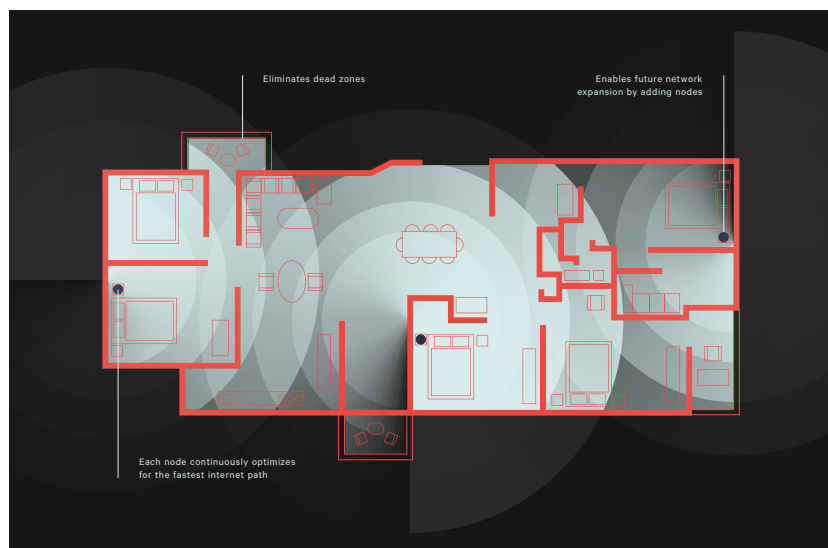 Eliminates dead zones
Enables future network
expansion by adding nodes
Each node continuously optimizes
for the fastest internet path